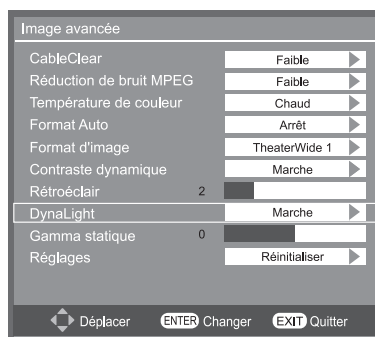 Image avancée
CableClear Faible
Réduction de bruit MPEG Faible
Température de couleur Chaud
Format Auto Arrêt
Format d'image TheaterWide 1
Contraste dynamique Marche
Rétroéclair 2
DynaLight Marche
Gamma statique 0
Réglages Réinitialiser
Déplacer ENTER Changer EXIT Quitter